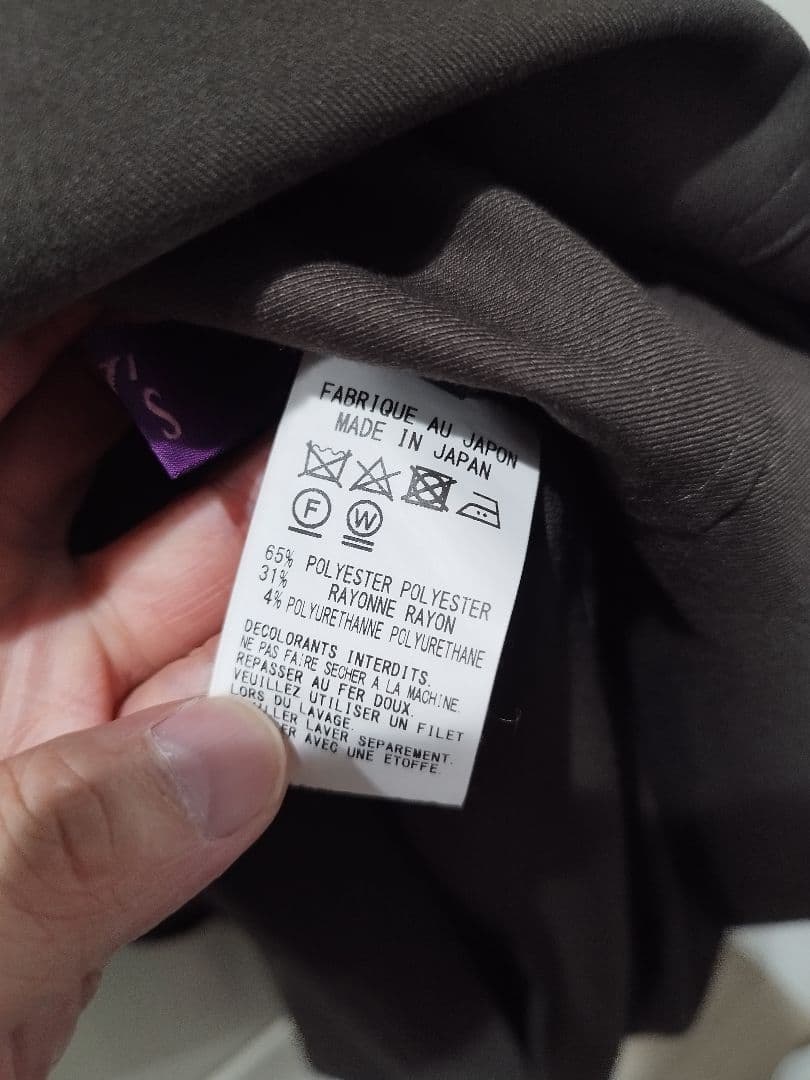 's
FABRIQUE AU JAPON
MADE IN JAPAN
F W
65% POLYESTER POLYESTER
31% RAYONNE RAYON
4% POLYURETHANNE POLYURETHANE
DECOLORANTS INTERDITS.
NE PAS FAIRE SECHER A LA MACHINE.
REPASSER AU FER DOUX.
VEUILLEZ UTILISER UN FILET
LORS DU LAVAGE.
LAVER SEPAREMENT.
AVEC UNE ETOFFE.